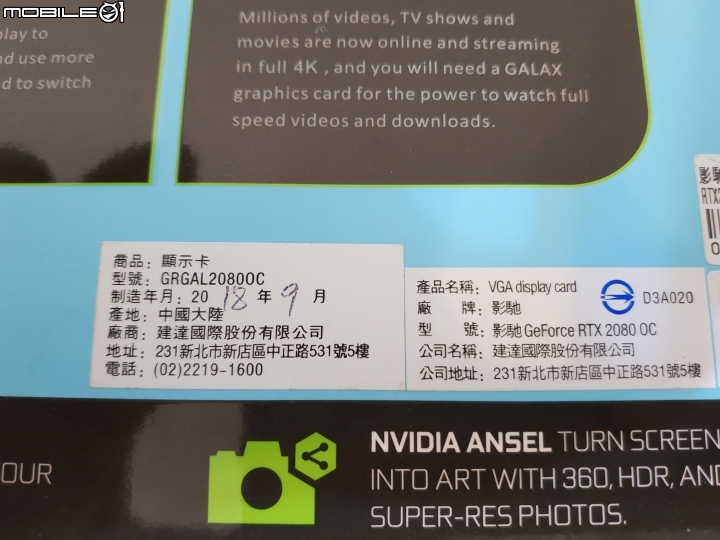 MOBILE01
play to
nd use more
d to switch
Millions of videos, TV shows and
movies are now online and streaming
in full 4K , and you will need a GALAX
graphics card for the power to watch full
speed videos and downloads.
影馳
商品：顯示卡
型號：GRGAL2080OC
制造年月：20 18 年 9 月
產地：中國大陸
廠商：建達國際股份有限公司
地址：231新北市新店區中正路531號5樓
電話：(02)2219-1600
產品名稱：VGA display card
D3A020
廠 牌：影馳
型 號：影馳 GeForce RTX 2080 OC
公司名稱：建達國際股份有限公司
公司地址：231新北市新店區中正路531號5樓
OUR
NVIDIA ANSEL TURN SCREEN
INTO ART WITH 360, HDR, AND
SUPER-RES PHOTOS.